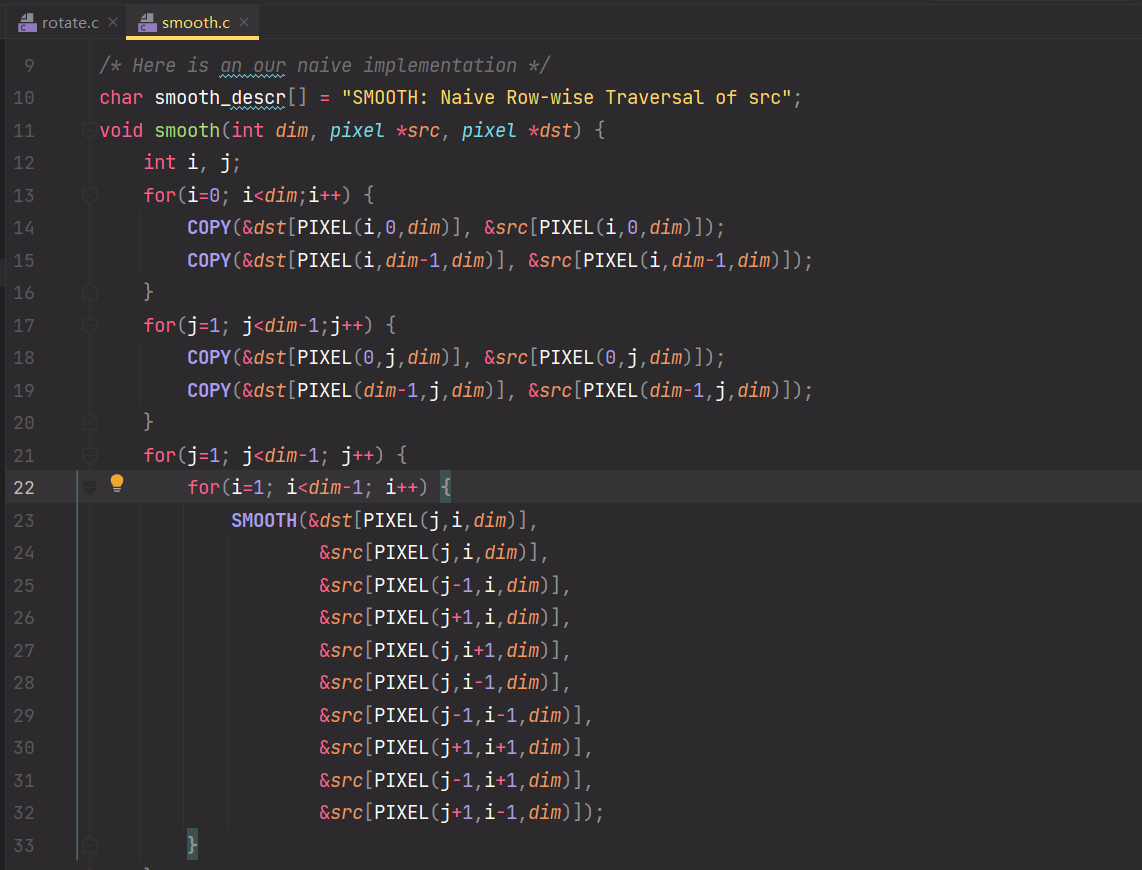 rotate.c smooth.c
9 /* Here is an our naive implementation */
10 char smooth_descr[] = "SMOOTH: Naive Row-wise Traversal of src";
11 void smooth(int dim, pixel *src, pixel *dst) {
12 int i, j;
13 for(i=0; i<dim;i++) {
14 COPY(&dst[PIXEL(i,0,dim)], &src[PIXEL(i,0,dim)]);
15 COPY(&dst[PIXEL(i,dim-1,dim)], &src[PIXEL(i,dim-1,dim)]);
16 }
17 for(j=1; j<dim-1;j++) {
18 COPY(&dst[PIXEL(0,j,dim)], &src[PIXEL(0,j,dim)]);
19 COPY(&dst[PIXEL(dim-1,j,dim)], &src[PIXEL(dim-1,j,dim)]);
20 }
21 for(j=1; j<dim-1; j++) {
22 for(i=1; i<dim-1; i++) {
23 SMOOTH(&dst[PIXEL(j,i,dim)],
24 &src[PIXEL(j,i,dim)],
25 &src[PIXEL(j-1,i,dim)],
26 &src[PIXEL(j+1,i,dim)],
27 &src[PIXEL(j,i+1,dim)],
28 &src[PIXEL(j,i-1,dim)],
29 &src[PIXEL(j-1,i-1,dim)],
30 &src[PIXEL(j+1,i+1,dim)],
31 &src[PIXEL(j-1,i+1,dim)],
32 &src[PIXEL(j+1,i-1,dim)]);
33 }